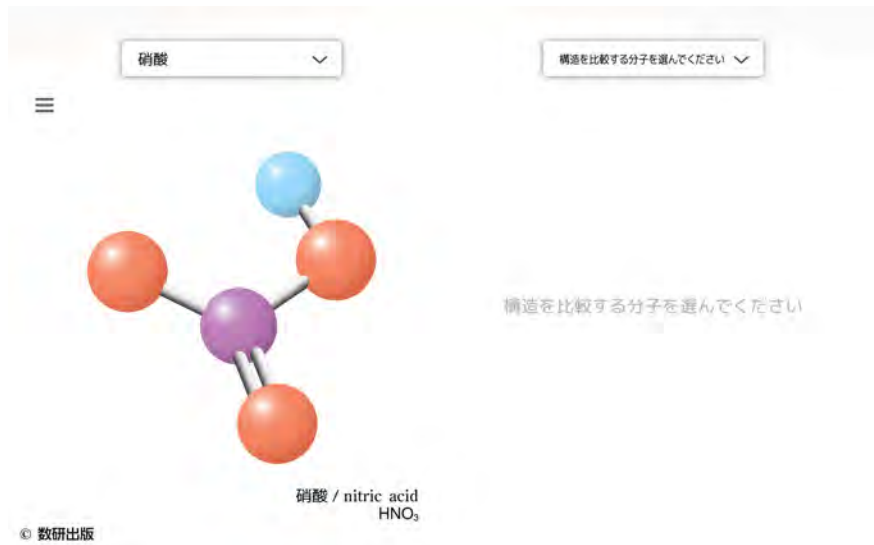 硝酸
構造を比較する分子を選んでください
構造を比較する分子を選んでください
硝酸 / nitric acid
HNO₃
© 数研出版